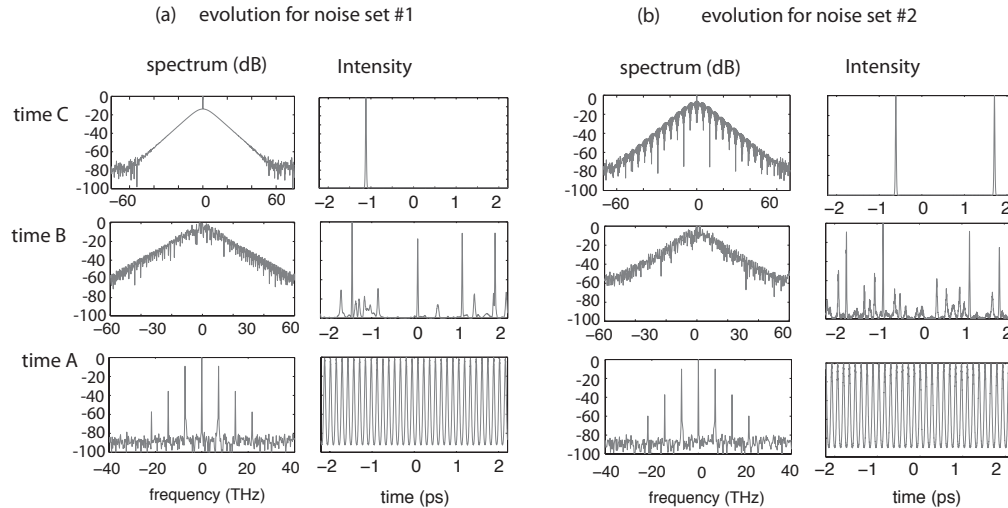 (a) evolution for noise set #1
(b) evolution for noise set #2
spectrum (dB) Intensity
spectrum (dB) Intensity
time C
0
-20
-40
-60
-80
-100
−60 0 60
−2 −1 0 1 2
0
-20
-40
-60
-80
-100
−60 −30 0 30 60
−2 −1 0 1 2
time B
0
-20
-40
-60
-80
-100
−60 −30 0 30 60
−2 −1 0 1 2
0
-20
-40
-60
-80
-100
−60 −30 0 30 60
−2 −1 0 1 2
time A
0
-20
-40
-60
-80
-100
−40 −20 0 20 40
−2 −1 0 1 2
0
-20
-40
-60
-80
-100
−40 −20 0 20 40
−2 −1 0 1 2
frequency (THz) time (ps)
frequency (THz) time (ps)